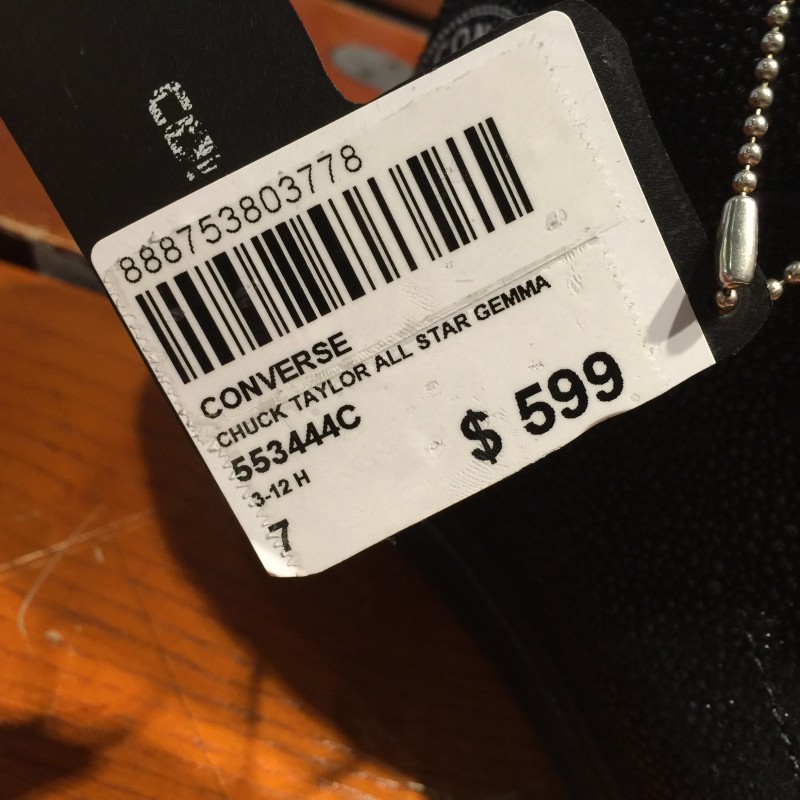 888753803778
CONVERSE
CHUCK TAYLOR ALL STAR GEMMA
553444C
$ 599
3-12 H
7